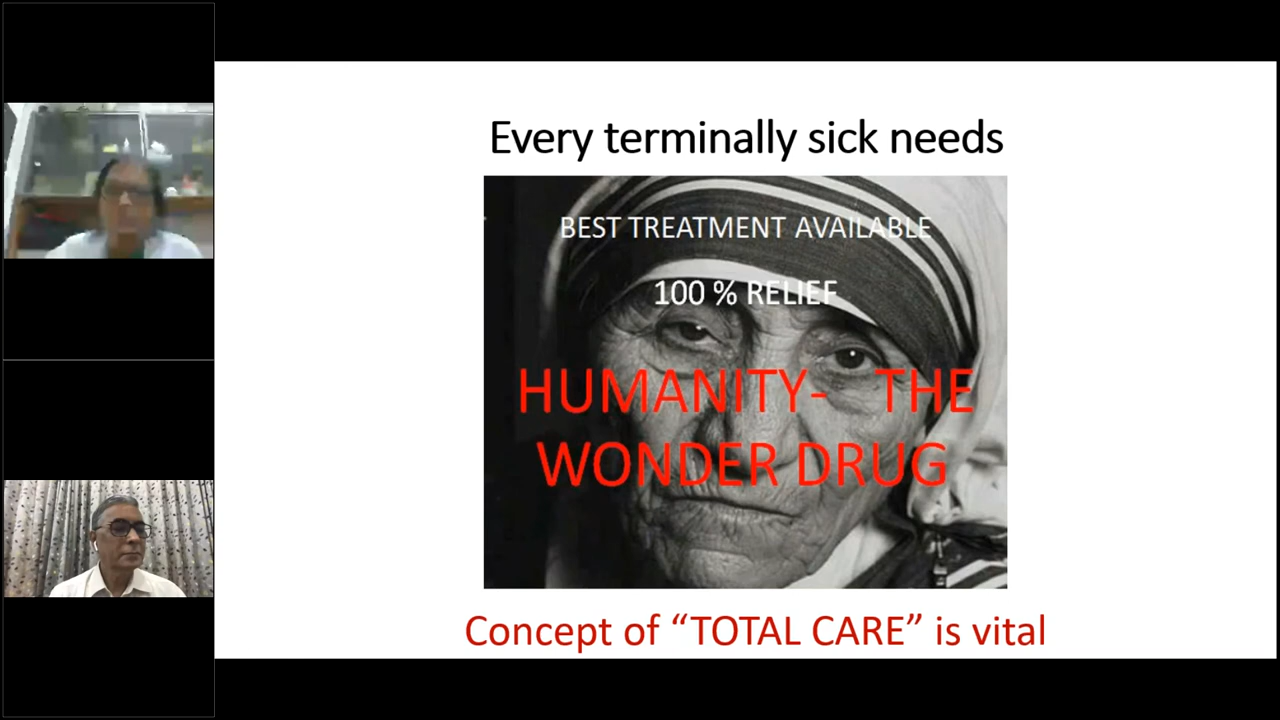 Every terminally sick needs
BEST TREATMENT AVAILABLE
100 % RELIEF
HUMANITY- THE
WONDER DRUG
Concept of “TOTAL CARE” is vital